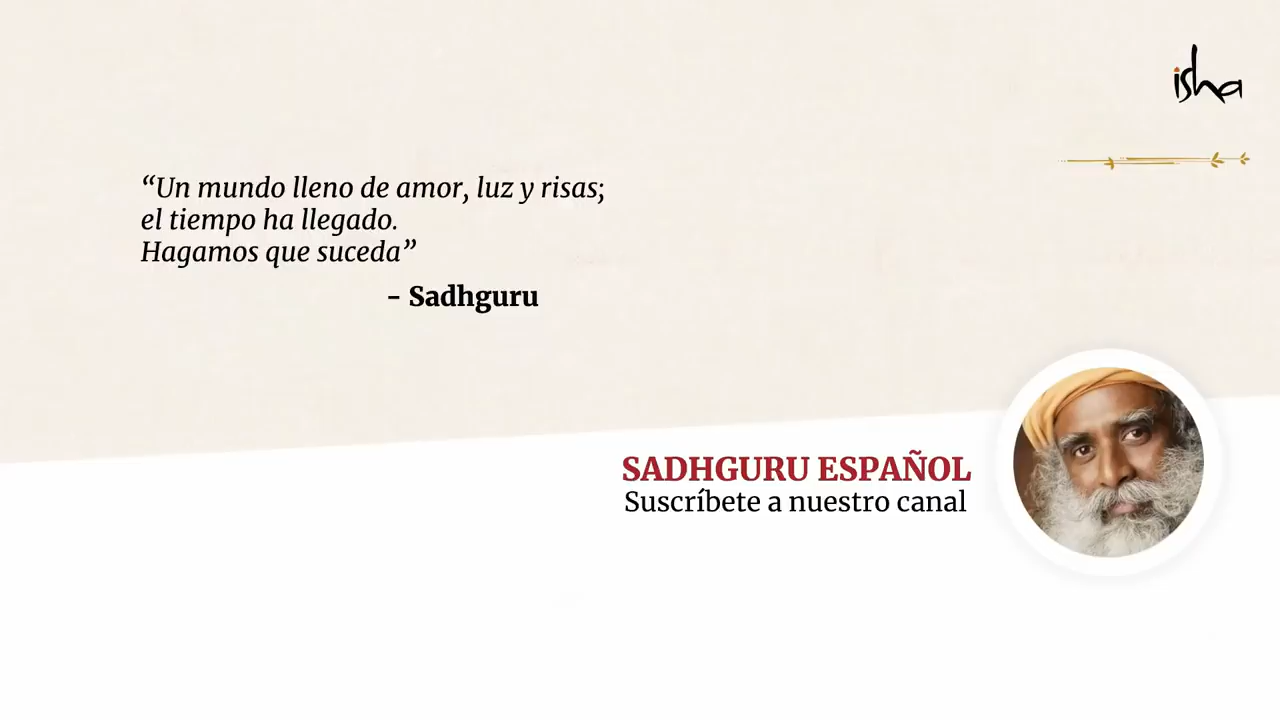 isha
“Un mundo lleno de amor, luz y risas;
el tiempo ha llegado.
Hagamos que suceda”
- Sadhguru
SADHGURU ESPAÑOL
Suscríbete a nuestro canal